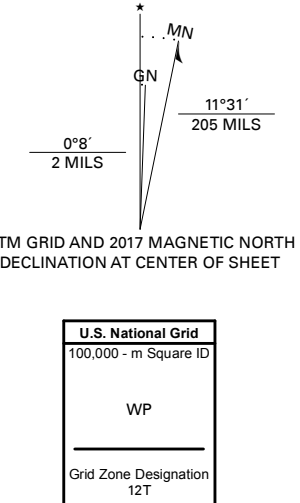 ★
MN
GN
11°31´
205 MILS
0°8´
2 MILS
TM GRID AND 2017 MAGNETIC NORTH
DECLINATION AT CENTER OF SHEET
U.S. National Grid
100,000 - m Square ID
WP
Grid Zone Designation
12T